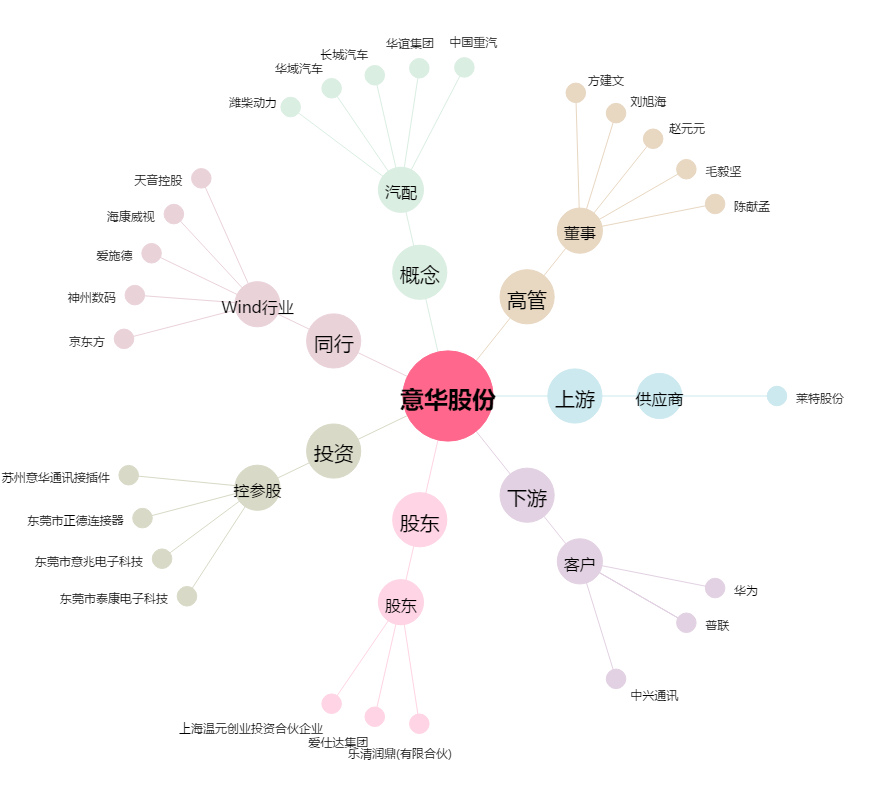 中国重汽
华谊集团
长城汽车
华域汽车
潍柴动力
汽配
概念
方建文
刘旭海
赵元元
毛毅坚
陈献孟
董事
高管
天音控股
海康威视
爱施德
神州数码
京东方
Wind行业
同行
意华股份
上游
供应商
莱特股份
投资
控参股
苏州意华通讯接插件
东莞市正德连接器
东莞市意兆电子科技
东莞市泰康电子科技
股东
股东
上海温元创业投资合伙企业
爱仕达集团
乐清润鼎(有限合伙)
下游
客户
华为
普联
中兴通讯